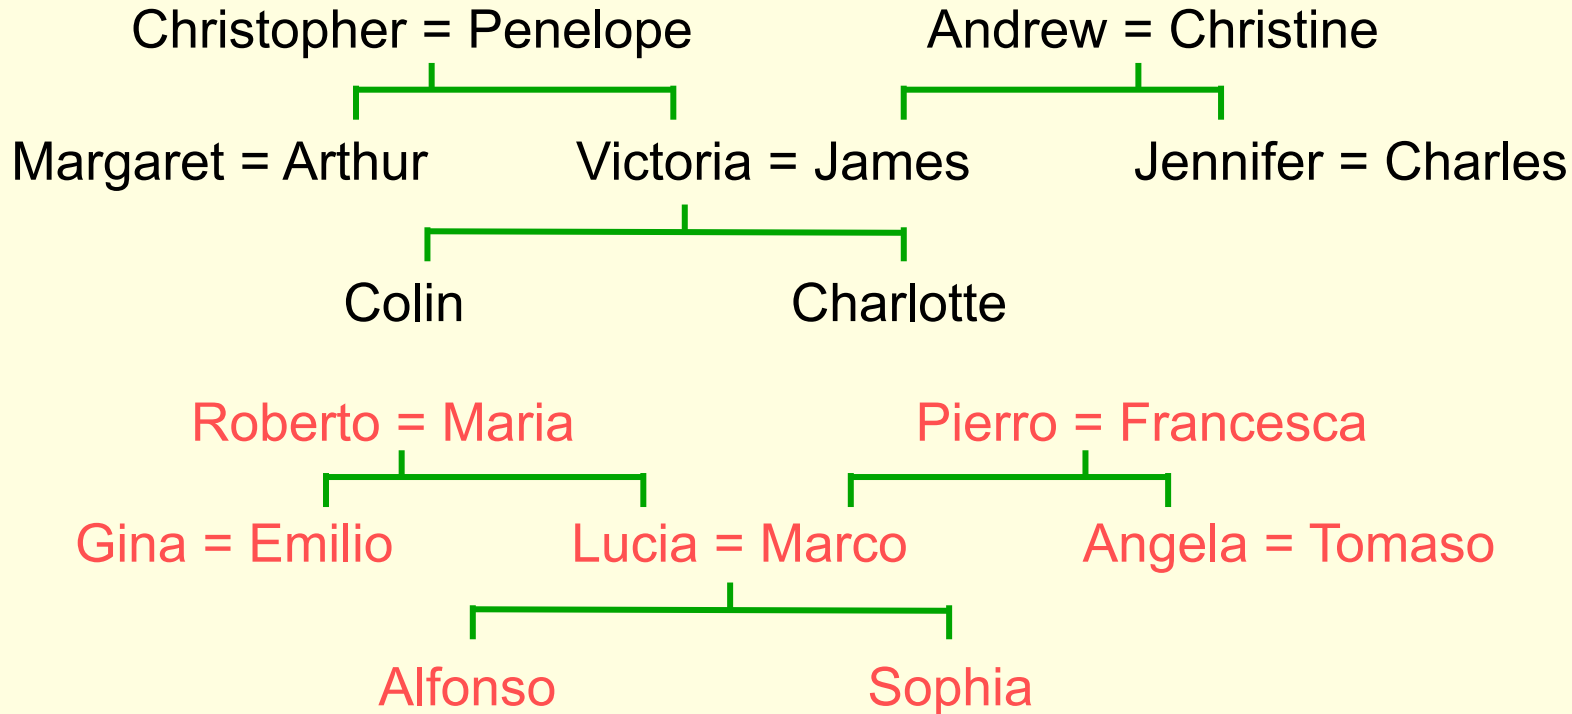 Christopher = Penelope Andrew = Christine
Margaret = Arthur Victoria = James Jennifer = Charles
Colin Charlotte
Roberto = Maria Pierro = Francesca
Gina = Emilio Lucia = Marco Angela = Tomaso
Alfonso Sophia